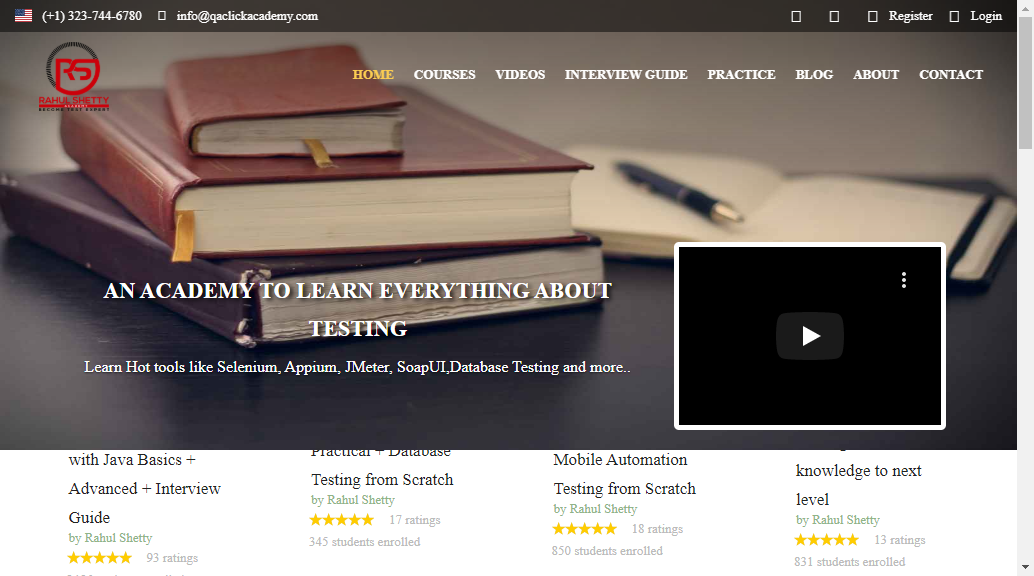 (+1) 323-744-6780 info@qaclickacademy.com Register Login
RAHUL SHETTY
HOME COURSES VIDEOS INTERVIEW GUIDE PRACTICE BLOG ABOUT CONTACT
AN ACADEMY TO LEARN EVERYTHING ABOUT
TESTING
Learn Hot tools like Selenium, Appium, JMeter, SoapUI,Database Testing and more..
with Java Basics +
Advanced + Interview
Guide
by Rahul Shetty
93 ratings
Practical + Database
Testing from Scratch
by Rahul Shetty
17 ratings
345 students enrolled
Mobile Automation
Testing from Scratch
by Rahul Shetty
18 ratings
850 students enrolled
knowledge to next
level
by Rahul Shetty
13 ratings
831 students enrolled